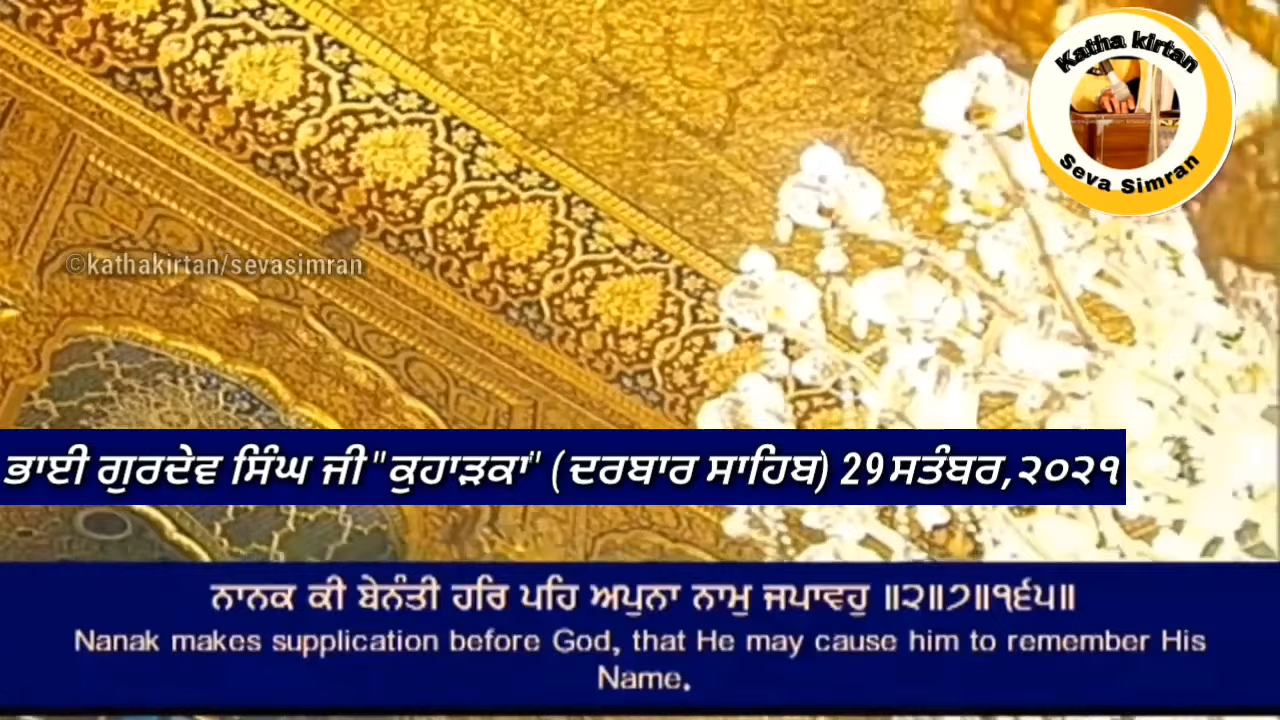 Katha kirtan
Seva Simran
©kathakirtan/sevasimran
ਭਾਈ ਗੁਰਦੇਵ ਸਿੰਘ ਜੀ "ਕੁਹਾੜਕਾ" (ਦਰਬਾਰ ਸਾਹਿਬ) 29 ਸਤੰਬਰ,੨੦੨੧
ਨਾਨਕ ਕੀ ਬੇਨੰਤੀ ਹਰਿ ਪਹਿ ਅਪੁਨਾ ਨਾਮੁ ਜਪਾਵਹੁ ॥੨॥੭॥੧੬੫॥
Nanak makes supplication before God, that He may cause him to remember His
Name.